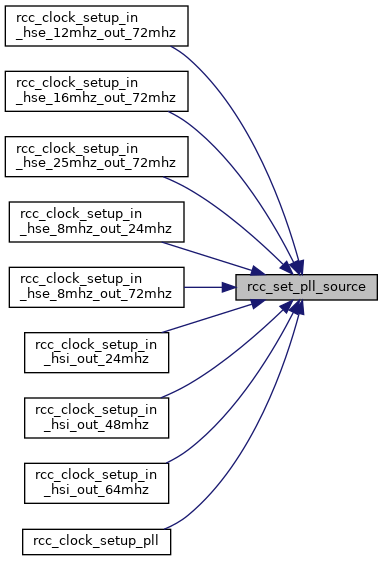 rcc_clock_setup_in
_hse_12mhz_out_72mhz
rcc_clock_setup_in
_hse_16mhz_out_72mhz
rcc_clock_setup_in
_hse_25mhz_out_72mhz
rcc_clock_setup_in
_hse_8mhz_out_24mhz
rcc_clock_setup_in
_hse_8mhz_out_72mhz
rcc_set_pll_source
rcc_clock_setup_in
_hsi_out_24mhz
rcc_clock_setup_in
_hsi_out_48mhz
rcc_clock_setup_in
_hsi_out_64mhz
rcc_clock_setup_pll